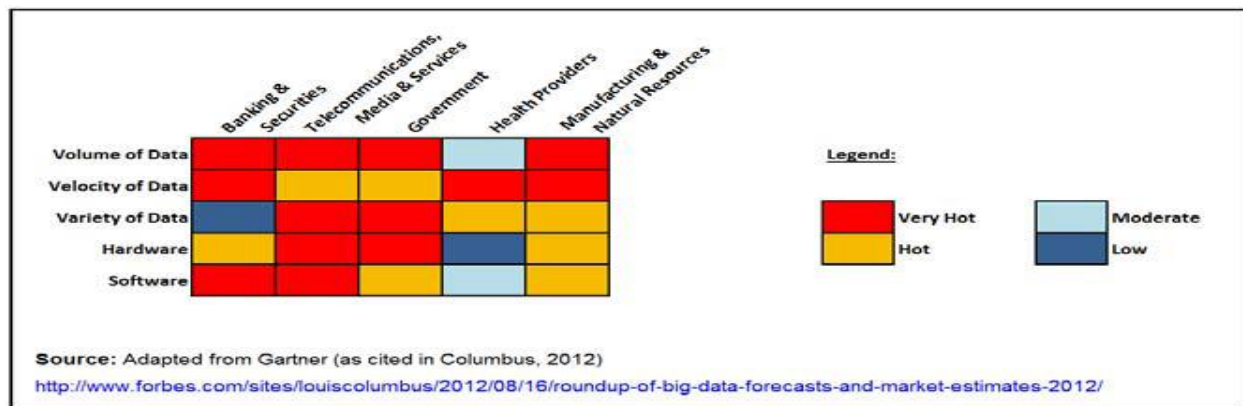 Banking &
Securities
Telecommunications,
Media & Services
Government
Health Providers
Manufacturing &
Natural Resources
Volume of Data
Velocity of Data
Variety of Data
Hardware
Software
Legend:
Very Hot
Moderate
Hot
Low
Source: Adapted from Gartner (as cited in Columbus, 2012)
http://www.forbes.com/sites/louiscolumbus/2012/08/16/roundup-of-big-data-forecasts-and-market-estimates-2012/